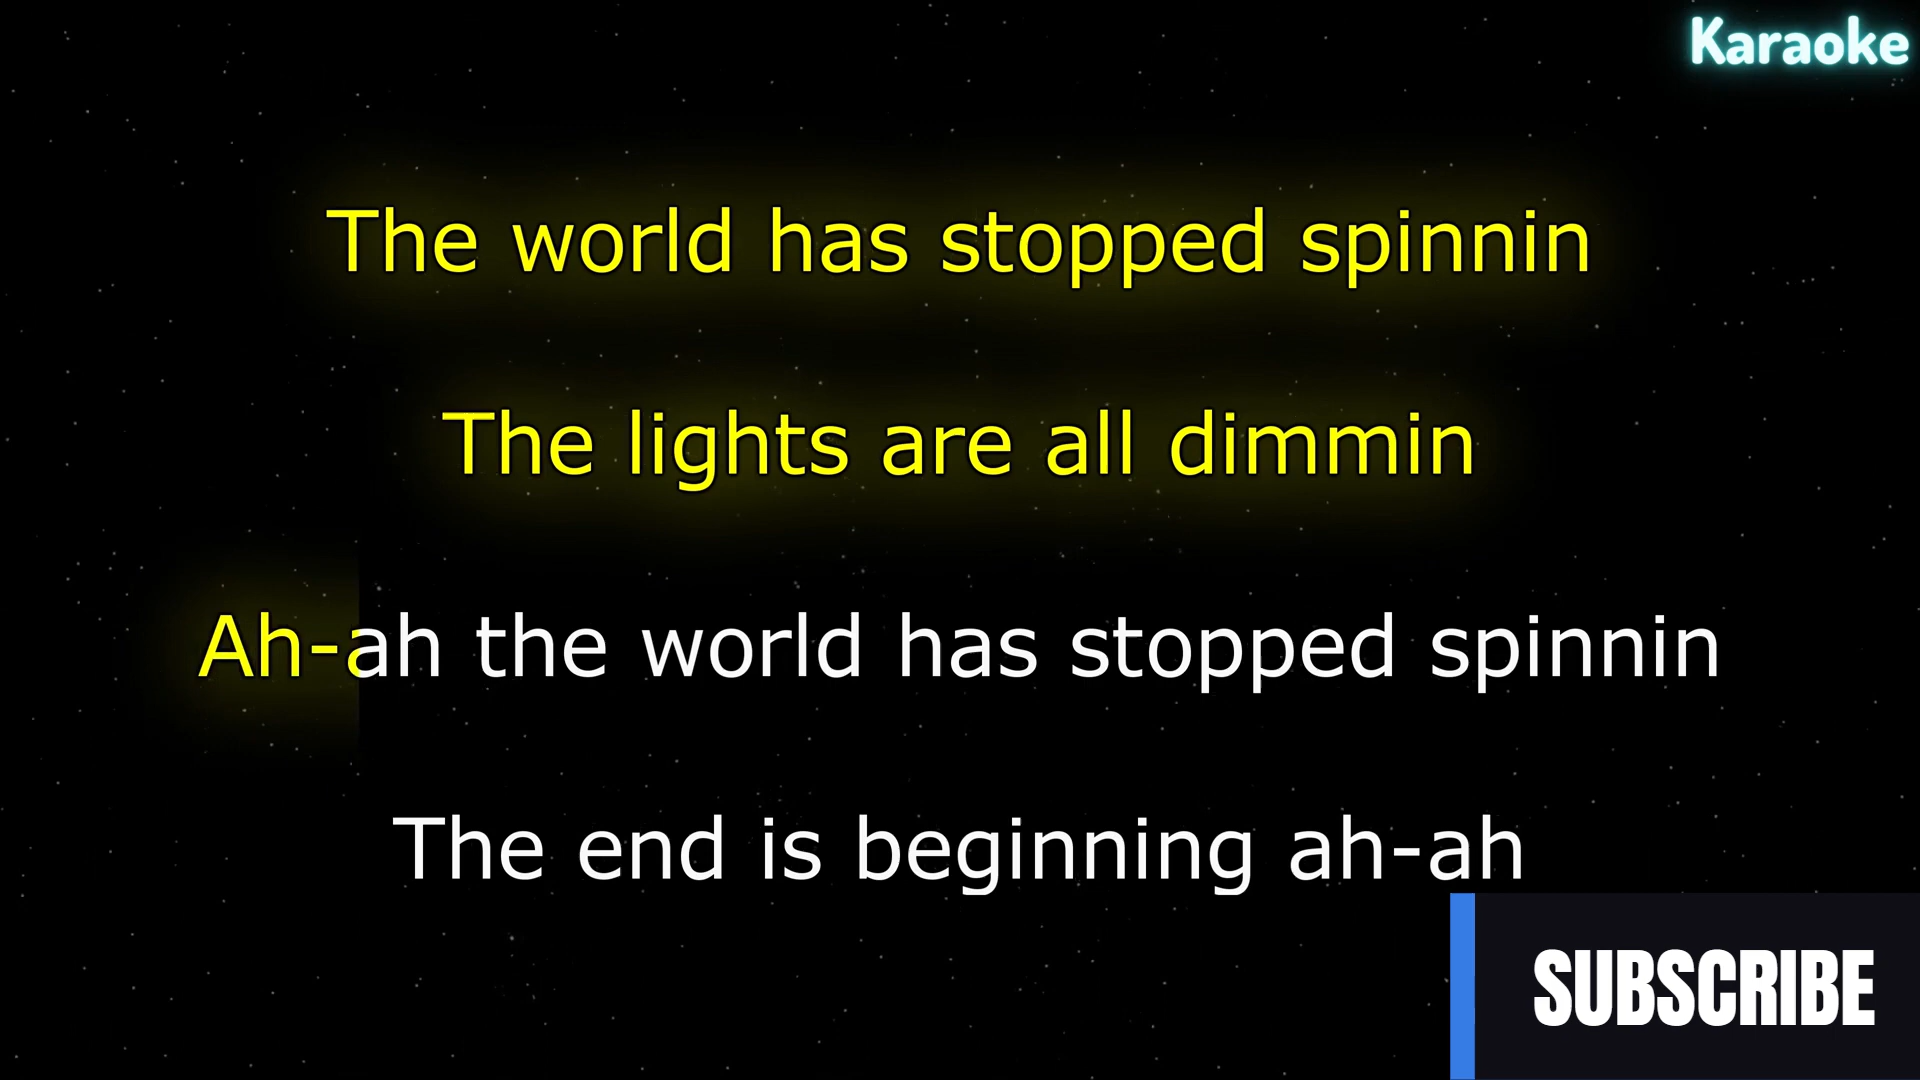 Karaoke
The world has stopped spinnin
The lights are all dimmin
Ah-ah the world has stopped spinnin
The end is beginning ah-ah
SUBSCRIBE